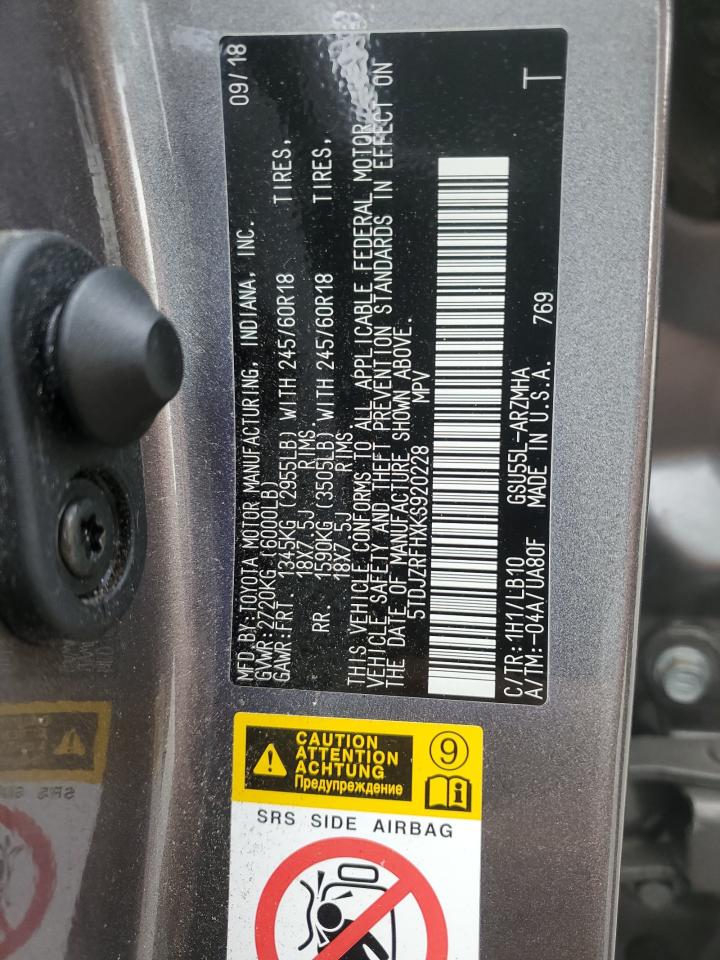 MFD.BY:TOYOTA MOTOR MANUFACTURING, INDIANA, INC. 09/18
GVWR:2720KG (6000LB)
GAWR:FRT 1345KG (2955LB) WITH 245/60R18 TIRES,
18X7.5J RIMS
RR. 1590KG (3505LB) WITH 245/60R18 TIRES,
18X7.5J RIMS
THIS VEHICLE CONFORMS TO ALL APPLICABLE FEDERAL MOTOR
VEHICLE SAFETY AND THEFT PREVENTION STANDARDS IN EFFECT ON
THE DATE OF MANUFACTURE SHOWN ABOVE.
5TDJZRFHXKS920228 MPV
C/TR:1H1/LB10 GSU55L-ARZMHA 769 T
A/TM:-04A/UA80F MADE IN U.S.A.
CAUTION
ATTENTION
ACHTUNG
Предупреждение
9
SRS SIDE AIRBAG